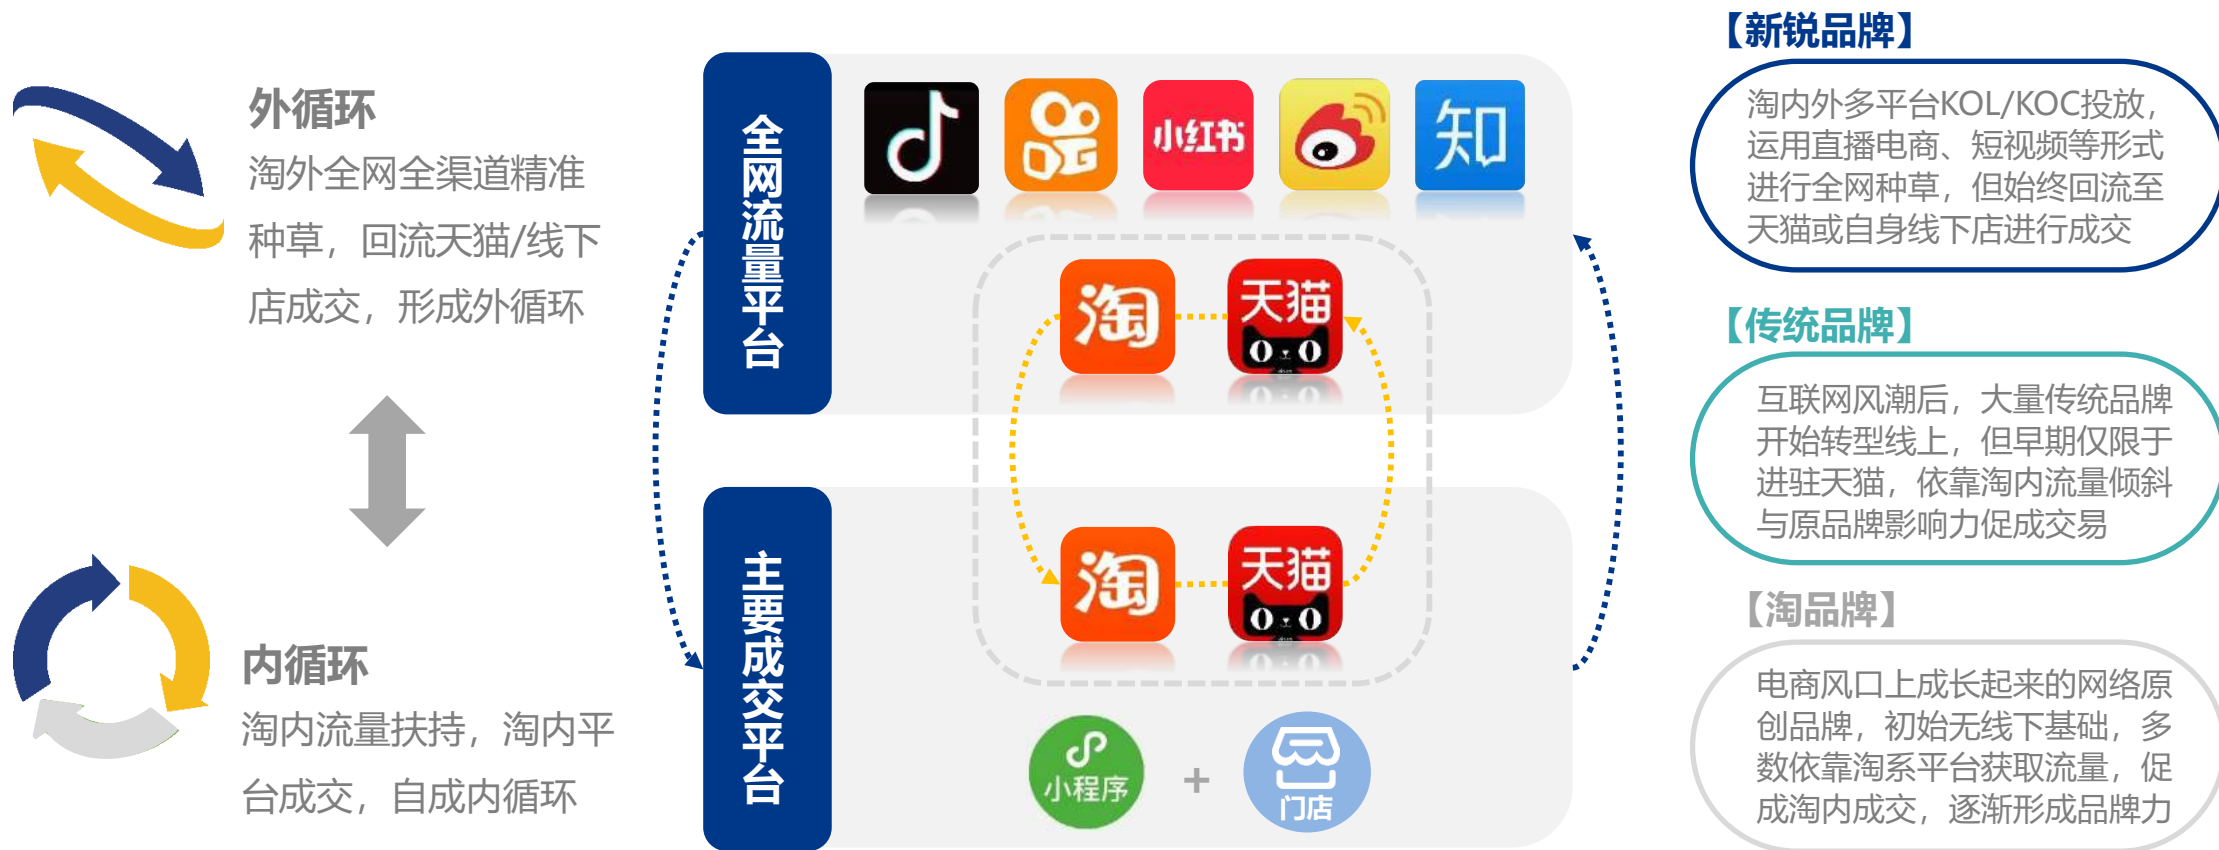 外循环
淘外全网全渠道精准
种草，回流天猫/线下
店成交，形成外循环
内循环
淘内流量扶持，淘内平
台成交，自成内循环
全网流量平台
小红书
知
淘
天猫
主要成交平台
淘
天猫
小程序
+
门店
【新锐品牌】
淘内外多平台KOL/KOC投放，
运用直播电商、短视频等形式
进行全网种草，但始终回流至
天猫或自身线下店进行成交
【传统品牌】
互联网风潮后，大量传统品牌
开始转型线上，但早期仅限于
进驻天猫，依靠淘内流量倾斜
与原品牌影响力促成交易
【淘品牌】
电商风口上成长起来的网络原
创品牌，初始无线下基础，多
数依靠淘系平台获取流量，促
成淘内成交，逐渐形成品牌力